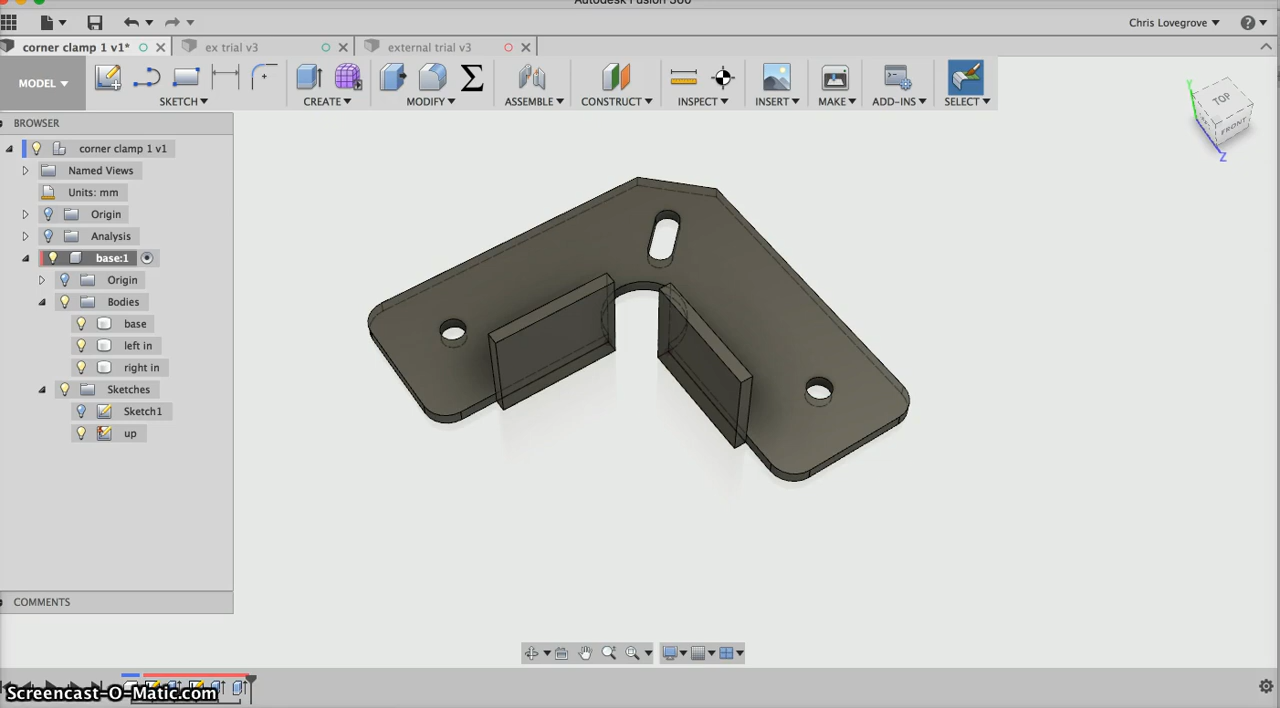 Autodesk Fusion 360
Chris Lovegrove
corner clamp 1 v1*
ex trial v3
external trial v3
MODEL
SKETCH
CREATE
MODIFY
ASSEMBLE
CONSTRUCT
INSPECT
INSERT
MAKE
ADD-INS
SELECT
TOP
FRONT
Y
Z
BROWSER
corner clamp 1 v1
Named Views
Units: mm
Origin
Analysis
base:1
Origin
Bodies
base
left in
right in
Sketches
Sketch1
up
COMMENTS
Screencast-O-Matic.com